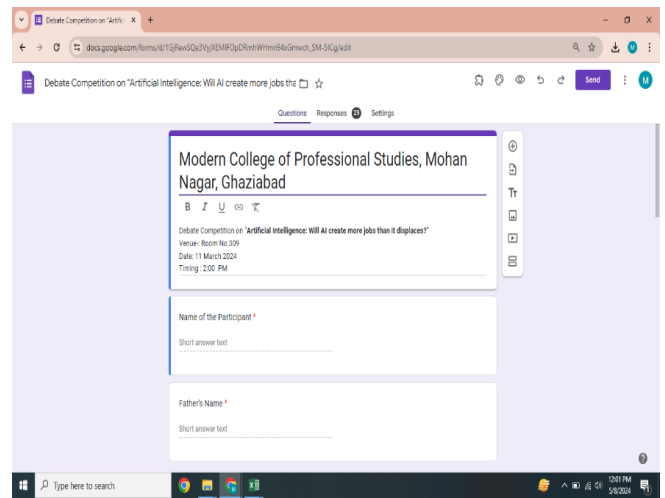 Debate Competition on "Artific
docs.google.com/forms/d/1GjRewSQa3VyJXEMIFOpDRmhWHmn94xGmwch_SM-5ICg/edit
Debate Competition on "Artificial Intelligence: Will AI create more jobs tha
Send
M
Questions Responses 29 Settings
Modern College of Professional Studies, Mohan
Nagar, Ghaziabad
B I U
Debate Competition on "Artificial Intelligence: Will AI create more jobs than it displaces?"
Venue-: Room No.309
Date: 11 March 2024
Timing : 2:00 PM
Tт
Name of the Participant *
Short answer text
Father's Name *
Short answer text
Type here to search
12:01 PM
5/8/2024